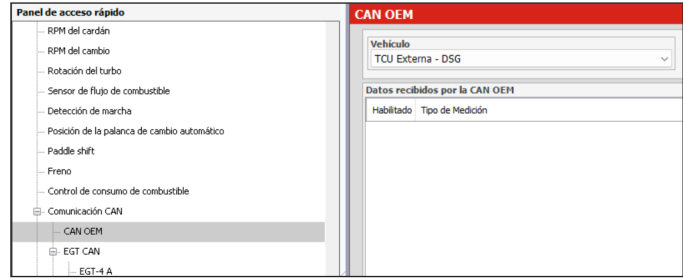 Panel de acceso rápido
RPM del cardán
RPM del cambio
Rotación del turbo
Sensor de flujo de combustible
Detección de marcha
Posición de la palanca de cambio automático
Paddle shift
Freno
Control de consumo de combustible
Comunicación CAN
CAN OEM
EGT CAN
EGT-4 A
CAN OEM
Vehículo
TCU Externa - DSG
Datos recibidos por la CAN OEM
Habilitado Tipo de Medición